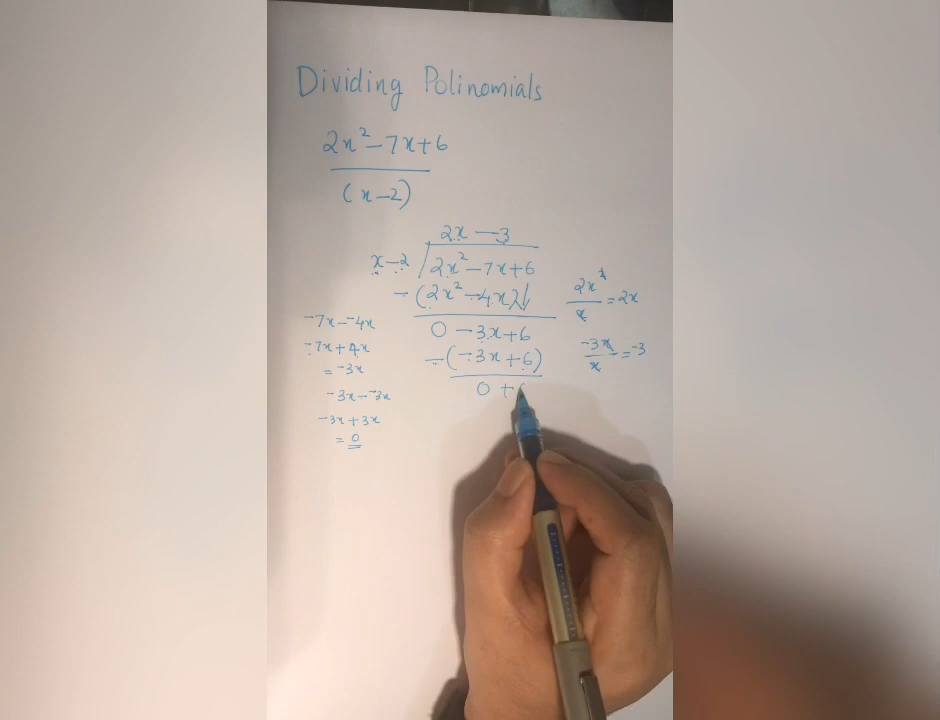 Dividing Polinomials
2x² - 7x + 6
(x - 2)
2x - 3
x - 2 2x² - 7x + 6
- (2x² - 4x) ↓
2x² / x = 2x
0 - 3x + 6
- (-3x + 6)
-3x / x = -3
0 +
-7x - -4x
-7x + 4x
= -3x
-3x - -3x
-3x + 3x
= 0